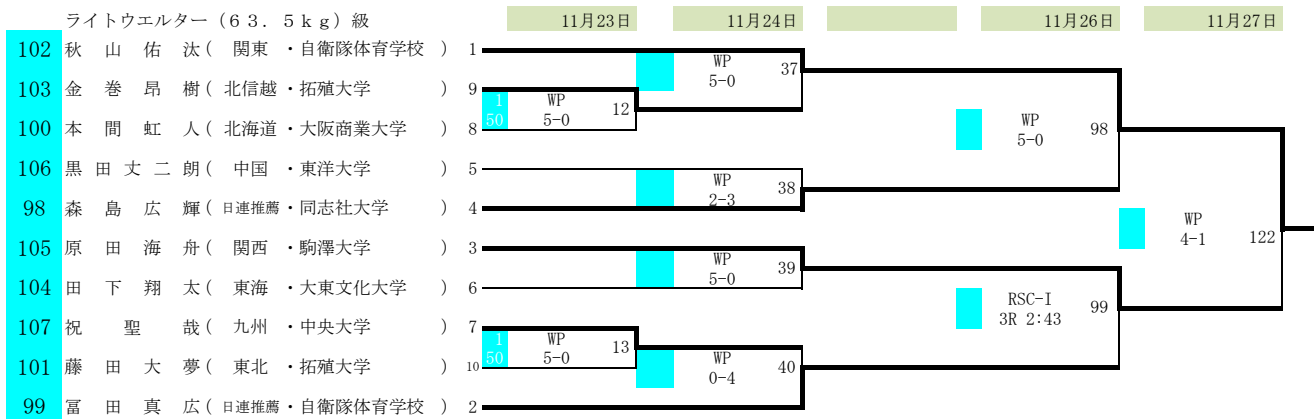 ライトウエルター（６３．５ｋｇ）級 11月23日 11月24日 11月26日 11月27日
102 秋山佑汰( 関東 ・自衛隊体育学校 ) 1
WP 37
5-0
103 金巻昂樹( 北信越・拓殖大学 ) 9
1 WP 12
50 5-0
100 本間虹人( 北海道・大阪商業大学 ) 8
WP 98
5-0
106 黒田丈二朗( 中国 ・東洋大学 ) 5
WP 38
2-3
98 森島広輝( 日連推薦・同志社大学 ) 4
WP 122
4-1
105 原田海舟( 関西 ・駒澤大学 ) 3
WP 39
5-0
104 田下翔太( 東海 ・大東文化大学 ) 6
RSC-I 99
3R 2:43
107 祝聖哉( 九州 ・中央大学 ) 7
1 WP 13
50 5-0
101 藤田大夢( 東北 ・拓殖大学 ) 10
WP 40
0-4
99 冨田真広( 日連推薦・自衛隊体育学校 ) 2